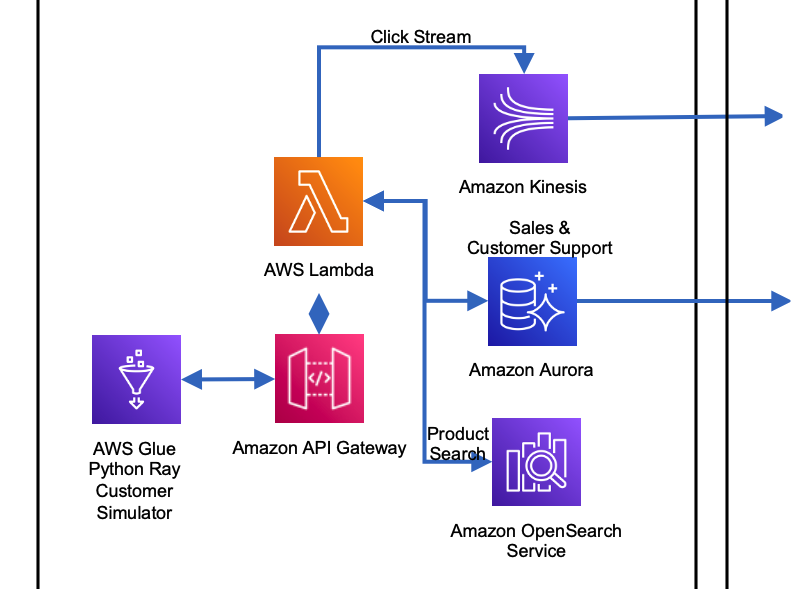 Click Stream
Amazon Kinesis
Sales &
Customer Support
AWS Lambda
Amazon Aurora
Product
Search
AWS Glue
Python Ray
Customer
Simulator
Amazon API Gateway
Amazon OpenSearch
Service